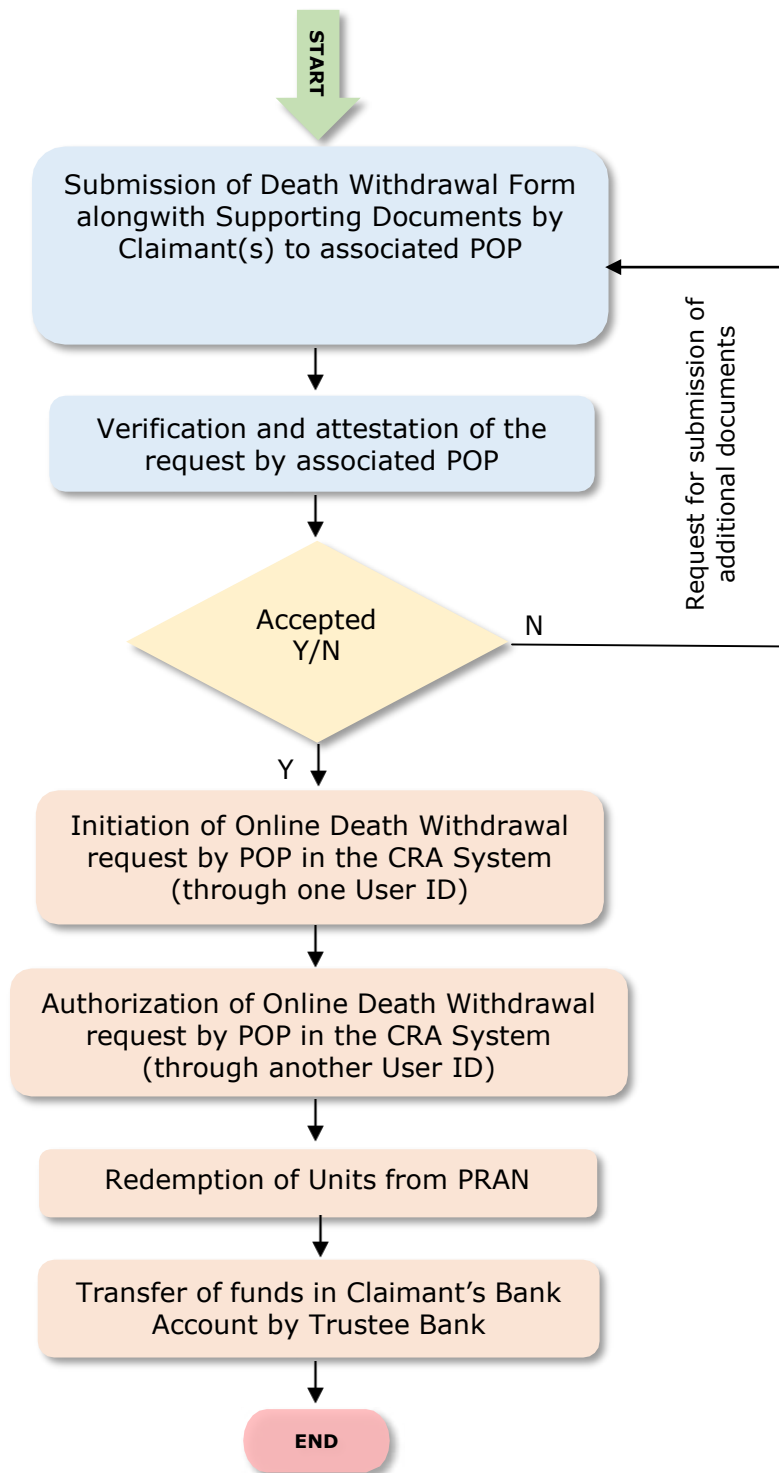 START
Submission of Death Withdrawal Form
alongwith Supporting Documents by
Claimant(s) to associated POP
Request for submission of
additional documents
Verification and attestation of the
request by associated POP
Accepted
Y/N
N
Y
Initiation of Online Death Withdrawal
request by POP in the CRA System
(through one User ID)
Authorization of Online Death Withdrawal
request by POP in the CRA System
(through another User ID)
Redemption of Units from PRAN
Transfer of funds in Claimant’s Bank
Account by Trustee Bank
END